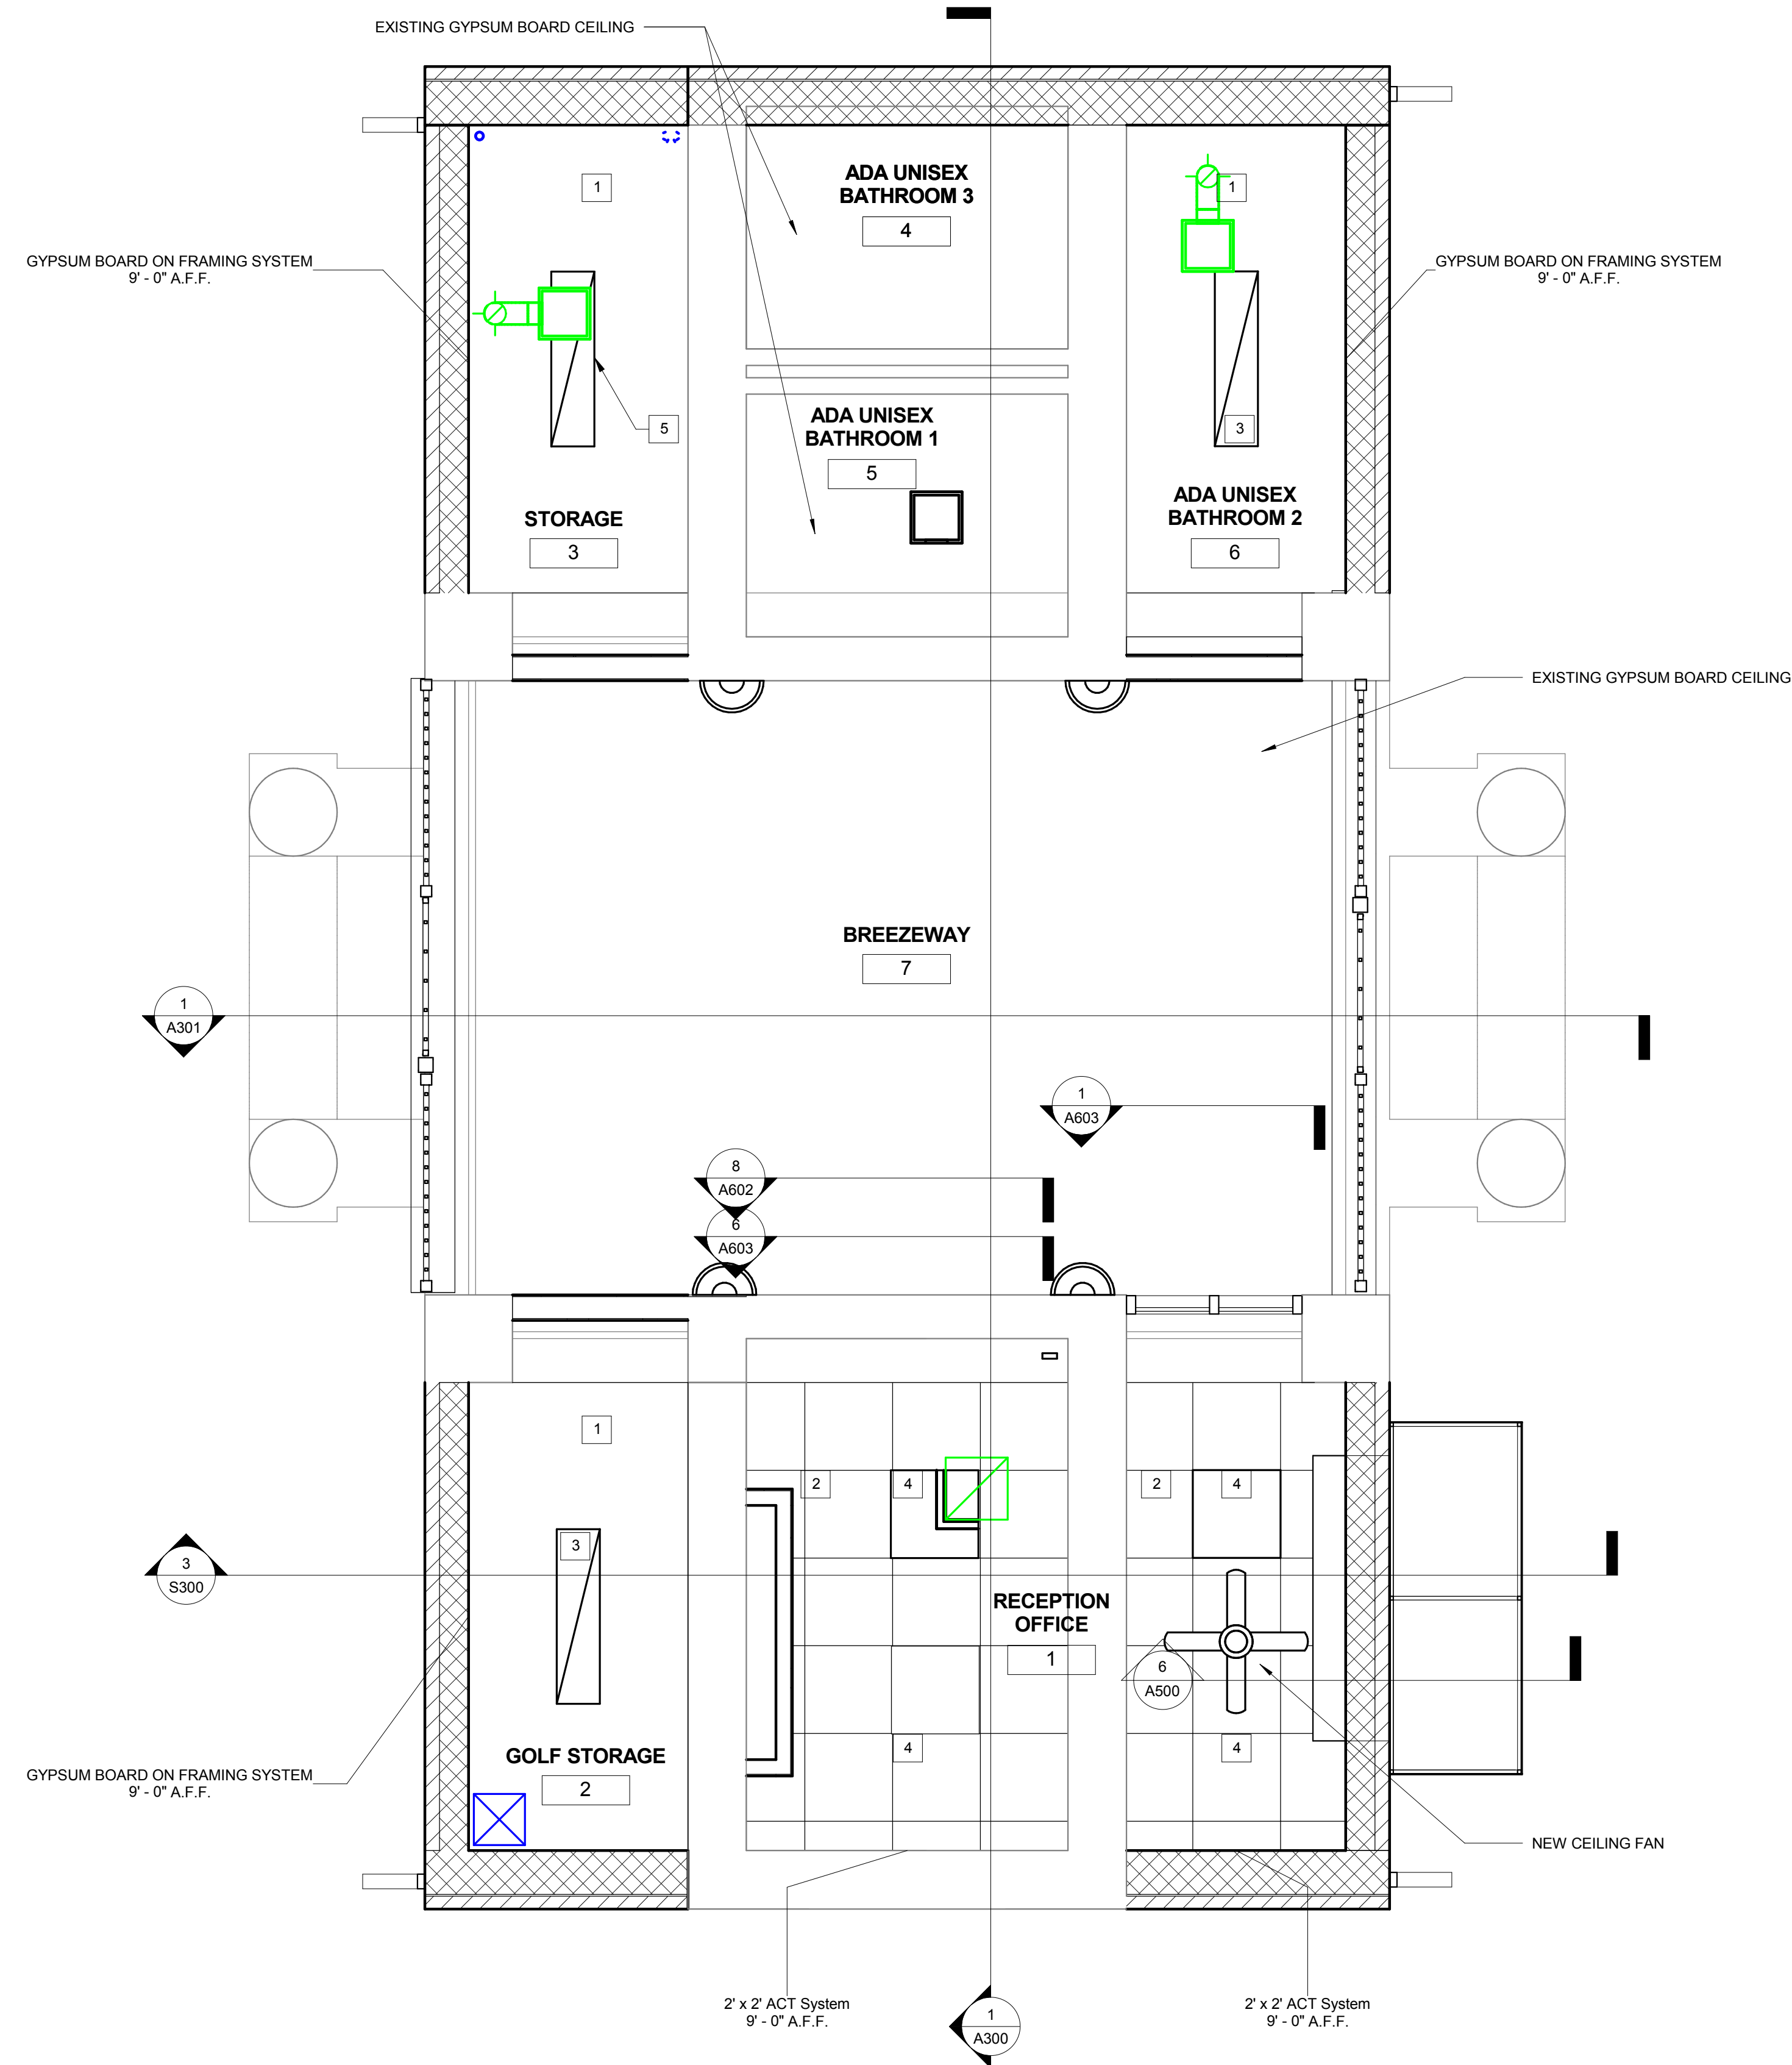 EXISTING GYPSUM BOARD CEILING
ADA UNISEX
BATHROOM 3
4
1
1
GYPSUM BOARD ON FRAMING SYSTEM
9' - 0" A.F.F.
GYPSUM BOARD ON FRAMING SYSTEM
9' - 0" A.F.F.
ADA UNISEX
BATHROOM 1
5
5
3
STORAGE
3
ADA UNISEX
BATHROOM 2
6
EXISTING GYPSUM BOARD CEILING
BREEZEWAY
7
1
A301
1
A603
8
A602
6
A603
1
2
4
2
4
3
3
S300
RECEPTION
OFFICE
1
6
A500
4
4
GOLF STORAGE
2
GYPSUM BOARD ON FRAMING SYSTEM
9' - 0" A.F.F.
NEW CEILING FAN
2' x 2' ACT System
9' - 0" A.F.F.
2' x 2' ACT System
9' - 0" A.F.F.
1
A300